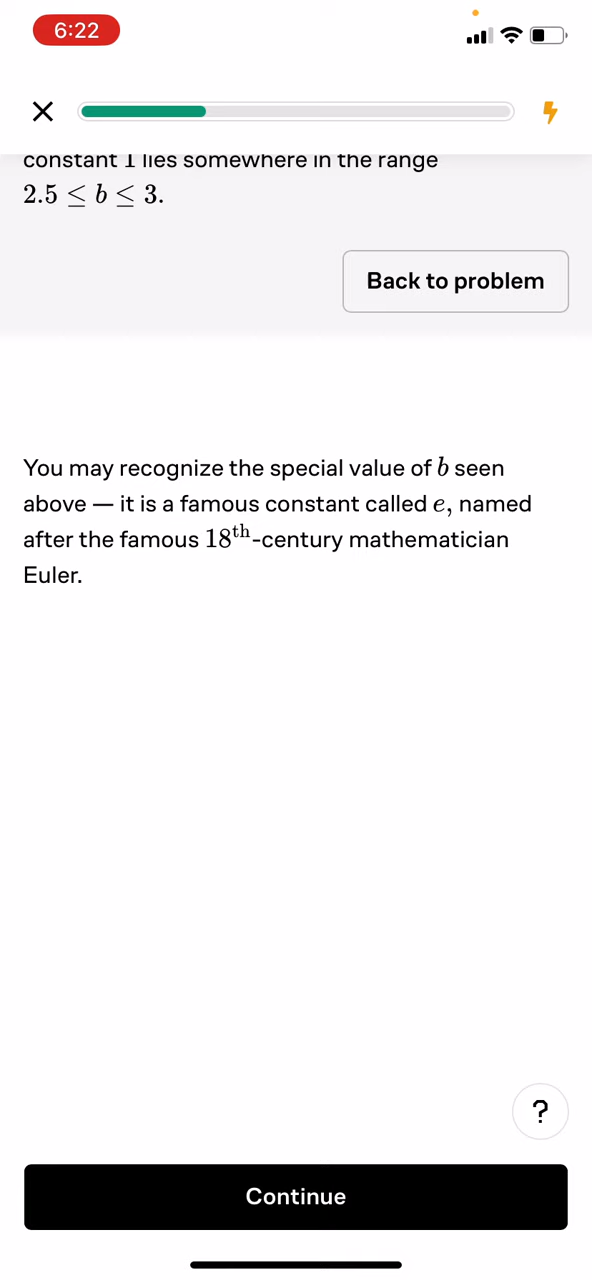 6:22
constant 1 lies somewhere in the range
2.5 ≤ b ≤ 3.
Back to problem
You may recognize the special value of b seen
above — it is a famous constant called e, named
after the famous 18th-century mathematician
Euler.
?
Continue